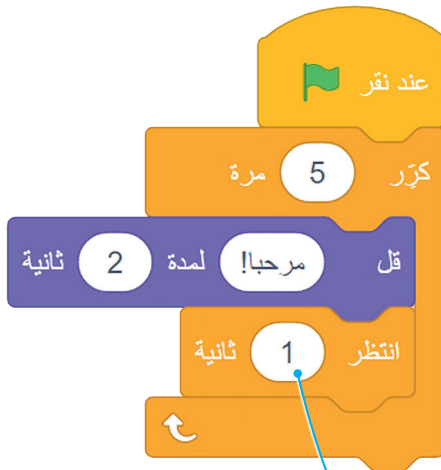 عند نقر
كرِّر 5 مرة
قل مرحبا! لمدة 2 ثانية
انتظر 1 ثانية